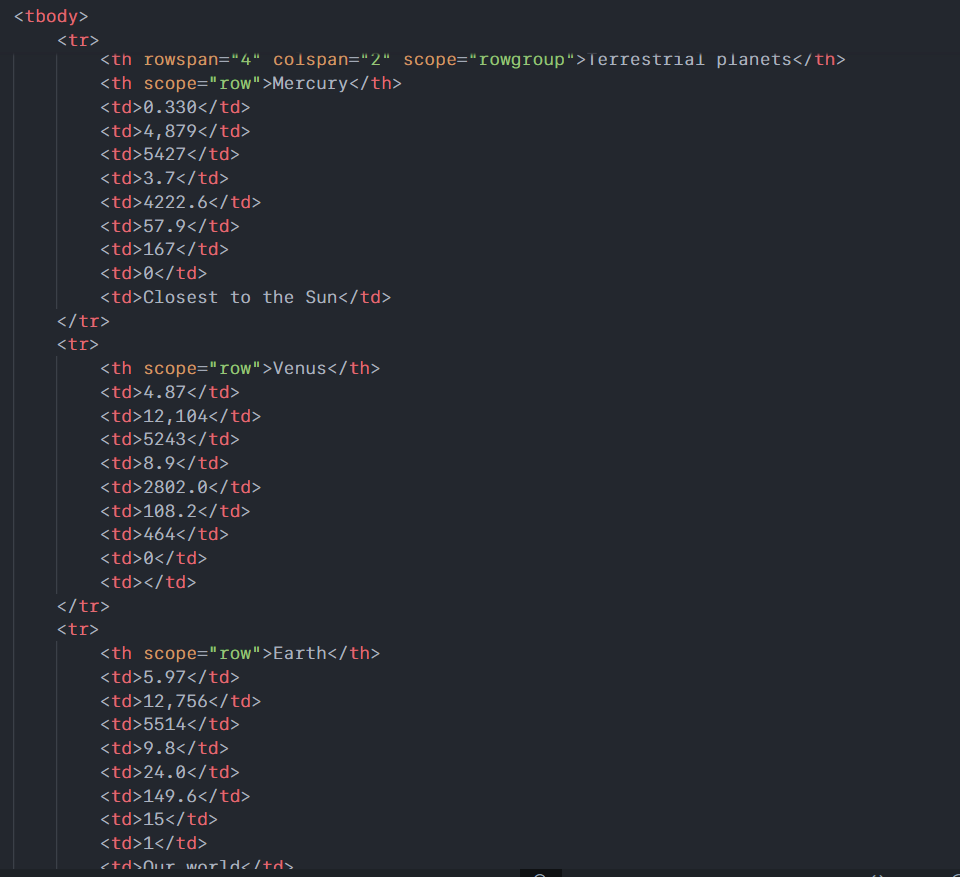 <tbody>
<tr>
<th rowspan="4" colspan="2" scope="rowgroup">Terrestrial planets</th>
<th scope="row">Mercury</th>
<td>0.330</td>
<td>4,879</td>
<td>5427</td>
<td>3.7</td>
<td>4222.6</td>
<td>57.9</td>
<td>167</td>
<td>0</td>
<td>Closest to the Sun</td>
</tr>
<tr>
<th scope="row">Venus</th>
<td>4.87</td>
<td>12,104</td>
<td>5243</td>
<td>8.9</td>
<td>2802.0</td>
<td>108.2</td>
<td>464</td>
<td>0</td>
<td></td>
</tr>
<tr>
<th scope="row">Earth</th>
<td>5.97</td>
<td>12,756</td>
<td>5514</td>
<td>9.8</td>
<td>24.0</td>
<td>149.6</td>
<td>15</td>
<td>1</td>
<td>Our world</td>